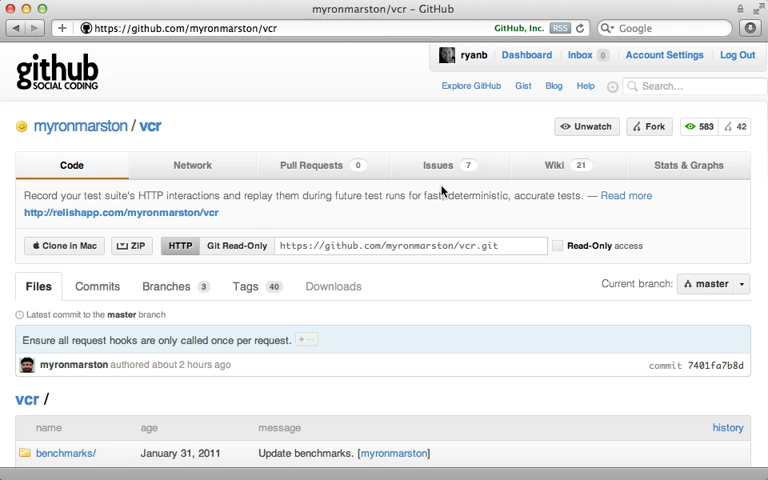 myronmarston/vcr – GitHub
https://github.com/myronmarston/vcr
GitHub, Inc. RSS
Google
github
SOCIAL CODING
ryanb Dashboard Inbox 0 Account Settings Log Out
Explore GitHub Gist Blog Help Search...
myronmarston / vcr
Unwatch Fork 583 42
Code Network Pull Requests 0 Issues 7 Wiki 21 Stats & Graphs
Record your test suite's HTTP interactions and replay them during future test runs for fast, deterministic, accurate tests. — Read more
http://relishapp.com/myronmarston/vcr
Clone in Mac ZIP HTTP Git Read-Only https://github.com/myronmarston/vcr.git Read-Only access
Files Commits Branches 3 Tags 40 Downloads
Current branch: master
Latest commit to the master branch
Ensure all request hooks are only called once per request.
myronmarston authored about 2 hours ago
commit 7401fa7b8d
vcr /
name age message history
benchmarks/ January 31, 2011 Update benchmarks. [myronmarston]